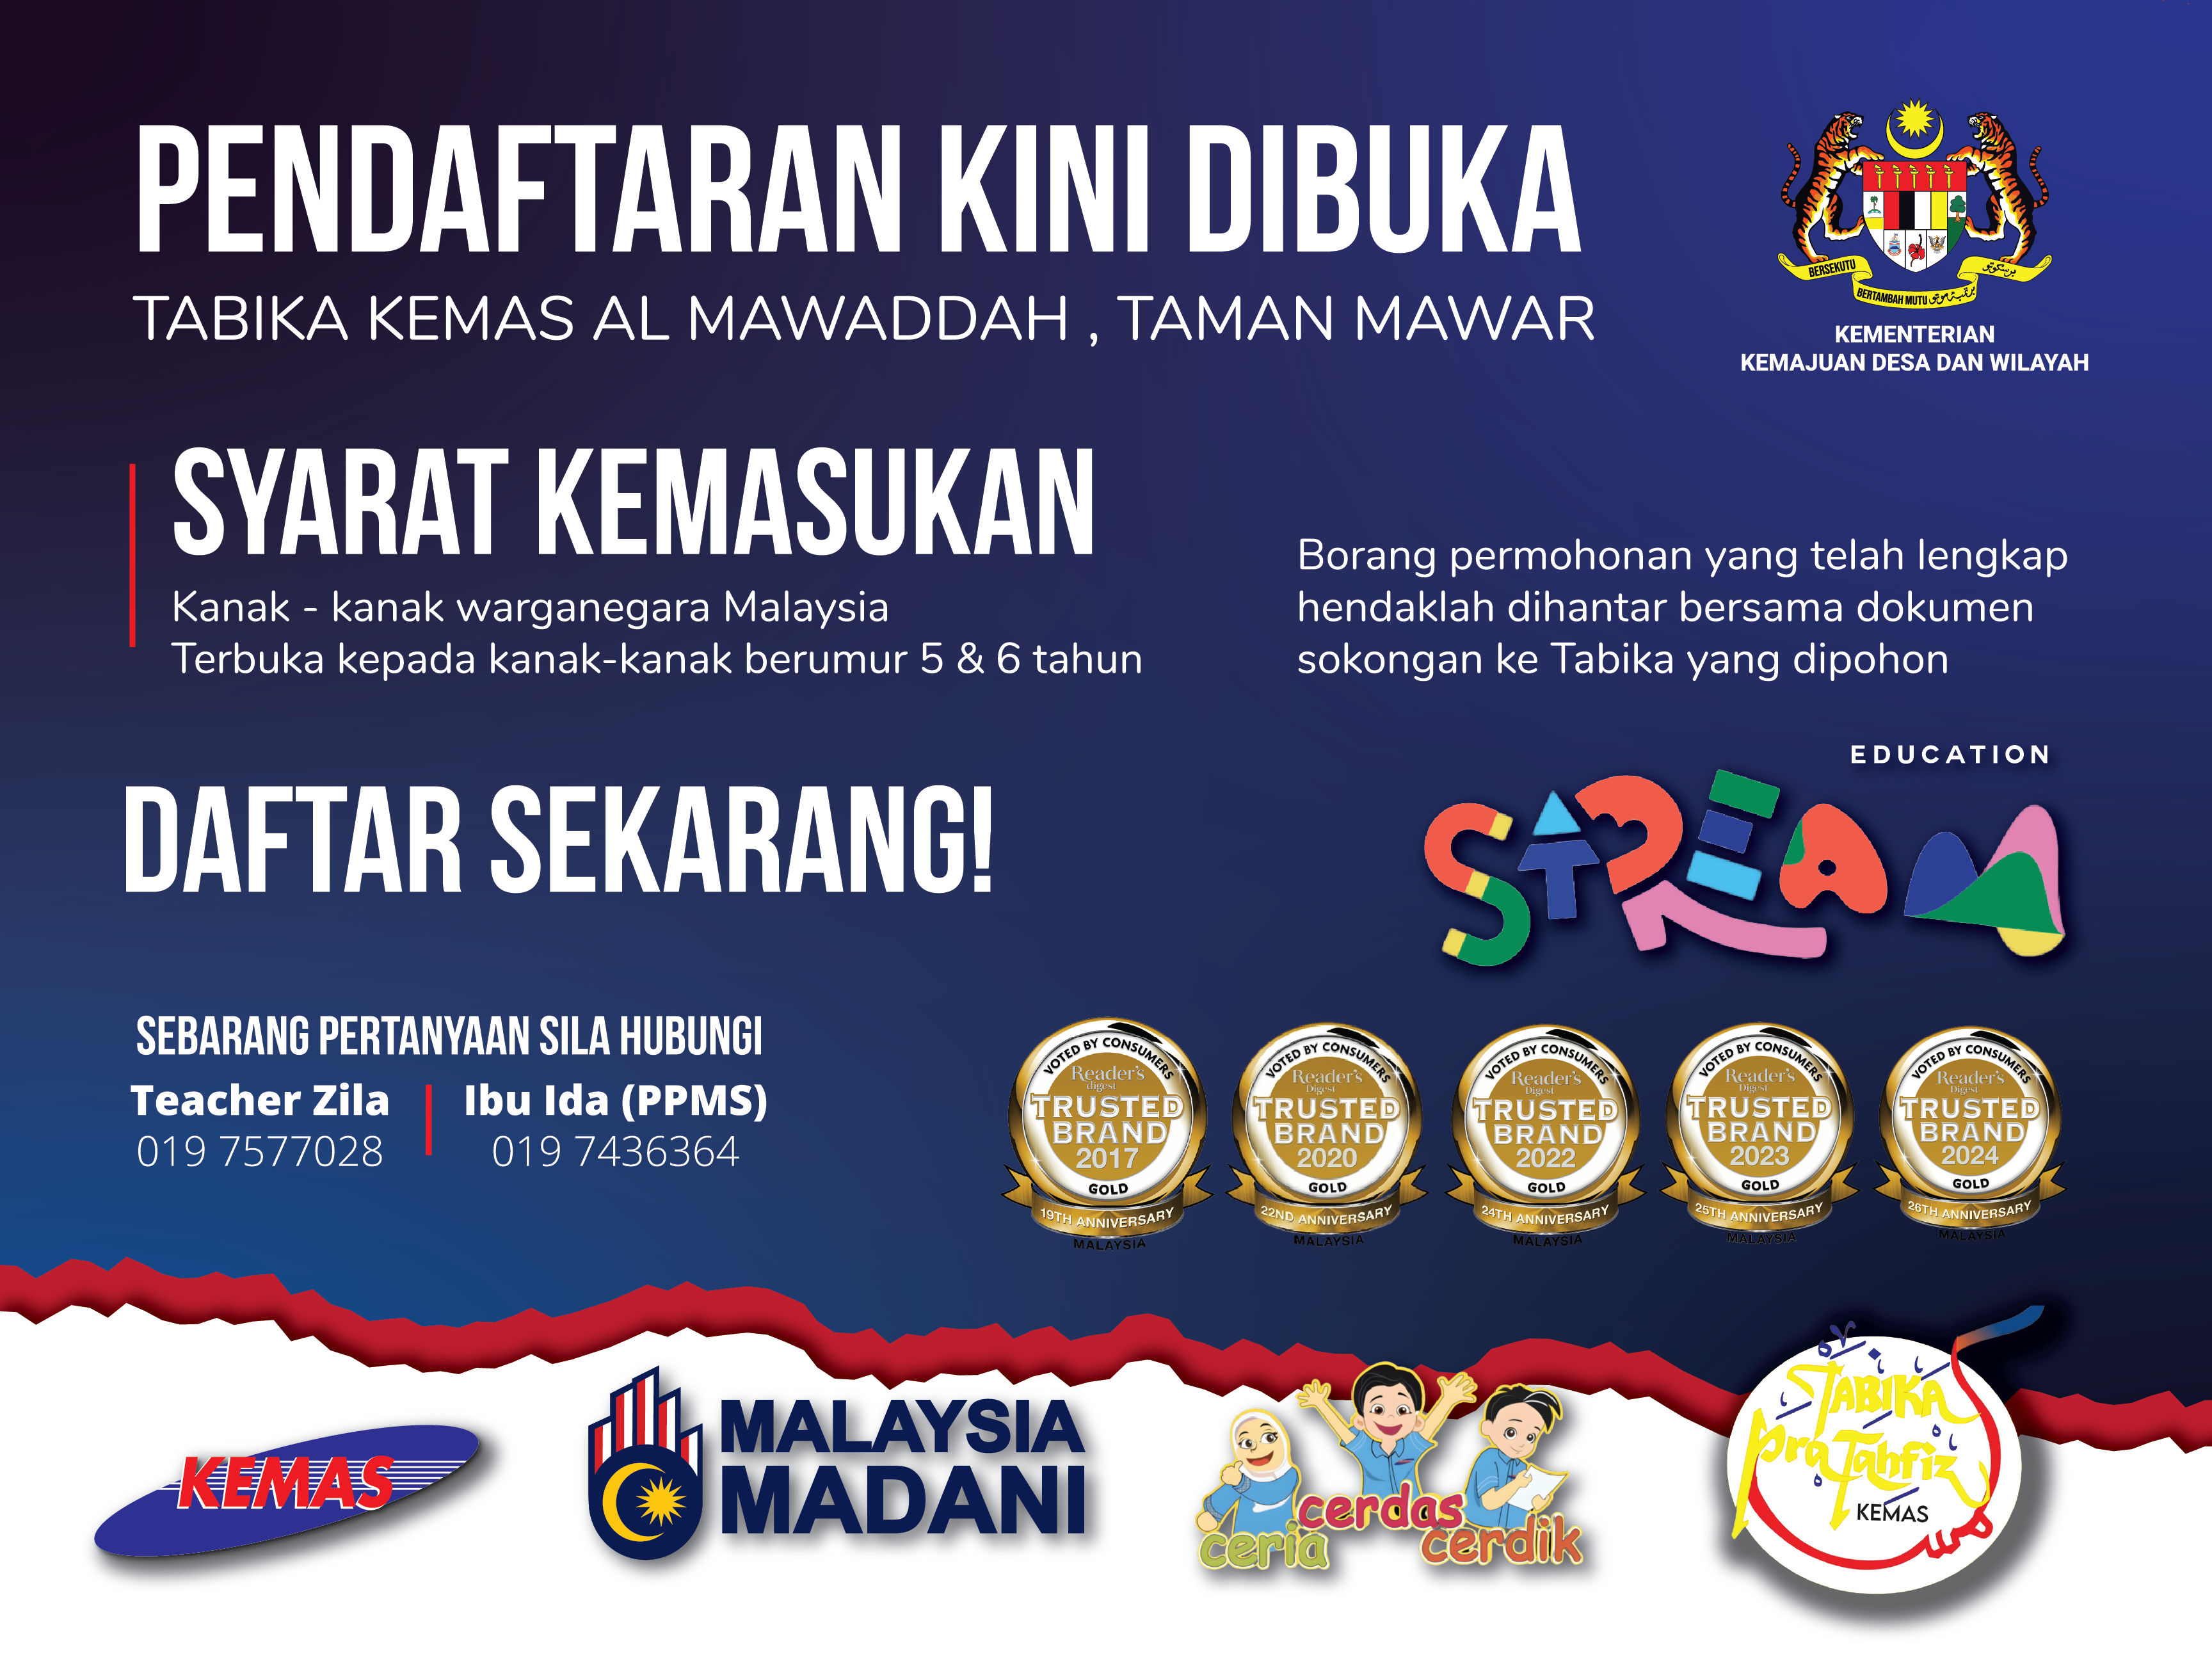 PENDAFTARAN KINI DIBUKA
TABIKA KEMAS AL MAWADDAH , TAMAN MAWAR
BERSEKUTU
BERTAMBAH MUTU
KEMENTERIAN
KEMAJUAN DESA DAN WILAYAH
SYARAT KEMASUKAN
Kanak - kanak warganegara Malaysia
Terbuka kepada kanak-kanak berumur 5 & 6 tahun
Borang permohonan yang telah lengkap
hendaklah dihantar bersama dokumen
sokongan ke Tabika yang dipohon
DAFTAR SEKARANG!
EDUCATION
STREAM
SEBARANG PERTANYAAN SILA HUBUNGI
Teacher Zila
019 7577028
Ibu Ida (PPMS)
019 7436364
VOTED BY CONSUMERS
Reader's
digest
TRUSTED
BRAND
2017
GOLD
19TH ANNIVERSARY
MALAYSIA
VOTED BY CONSUMERS
Reader's
Digest
TRUSTED
BRAND
2020
GOLD
22ND ANNIVERSARY
MALAYSIA
VOTED BY CONSUMERS
Reader's
Digest
TRUSTED
BRAND
2022
GOLD
24TH ANNIVERSARY
MALAYSIA
VOTED BY CONSUMERS
Reader's
Digest
TRUSTED
BRAND
2023
GOLD
25TH ANNIVERSARY
MALAYSIA
VOTED BY CONSUMERS
Reader's
Digest
TRUSTED
BRAND
2024
GOLD
26TH ANNIVERSARY
MALAYSIA
KEMAS
MALAYSIA
MADANI
ceria
cerdas
cerdik
TABIKA
Pra Tahfiz
KEMAS